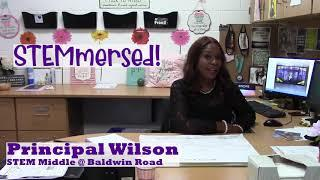 STEMmersed!
Principal Wilson
STEM Middle @ Baldwin Road